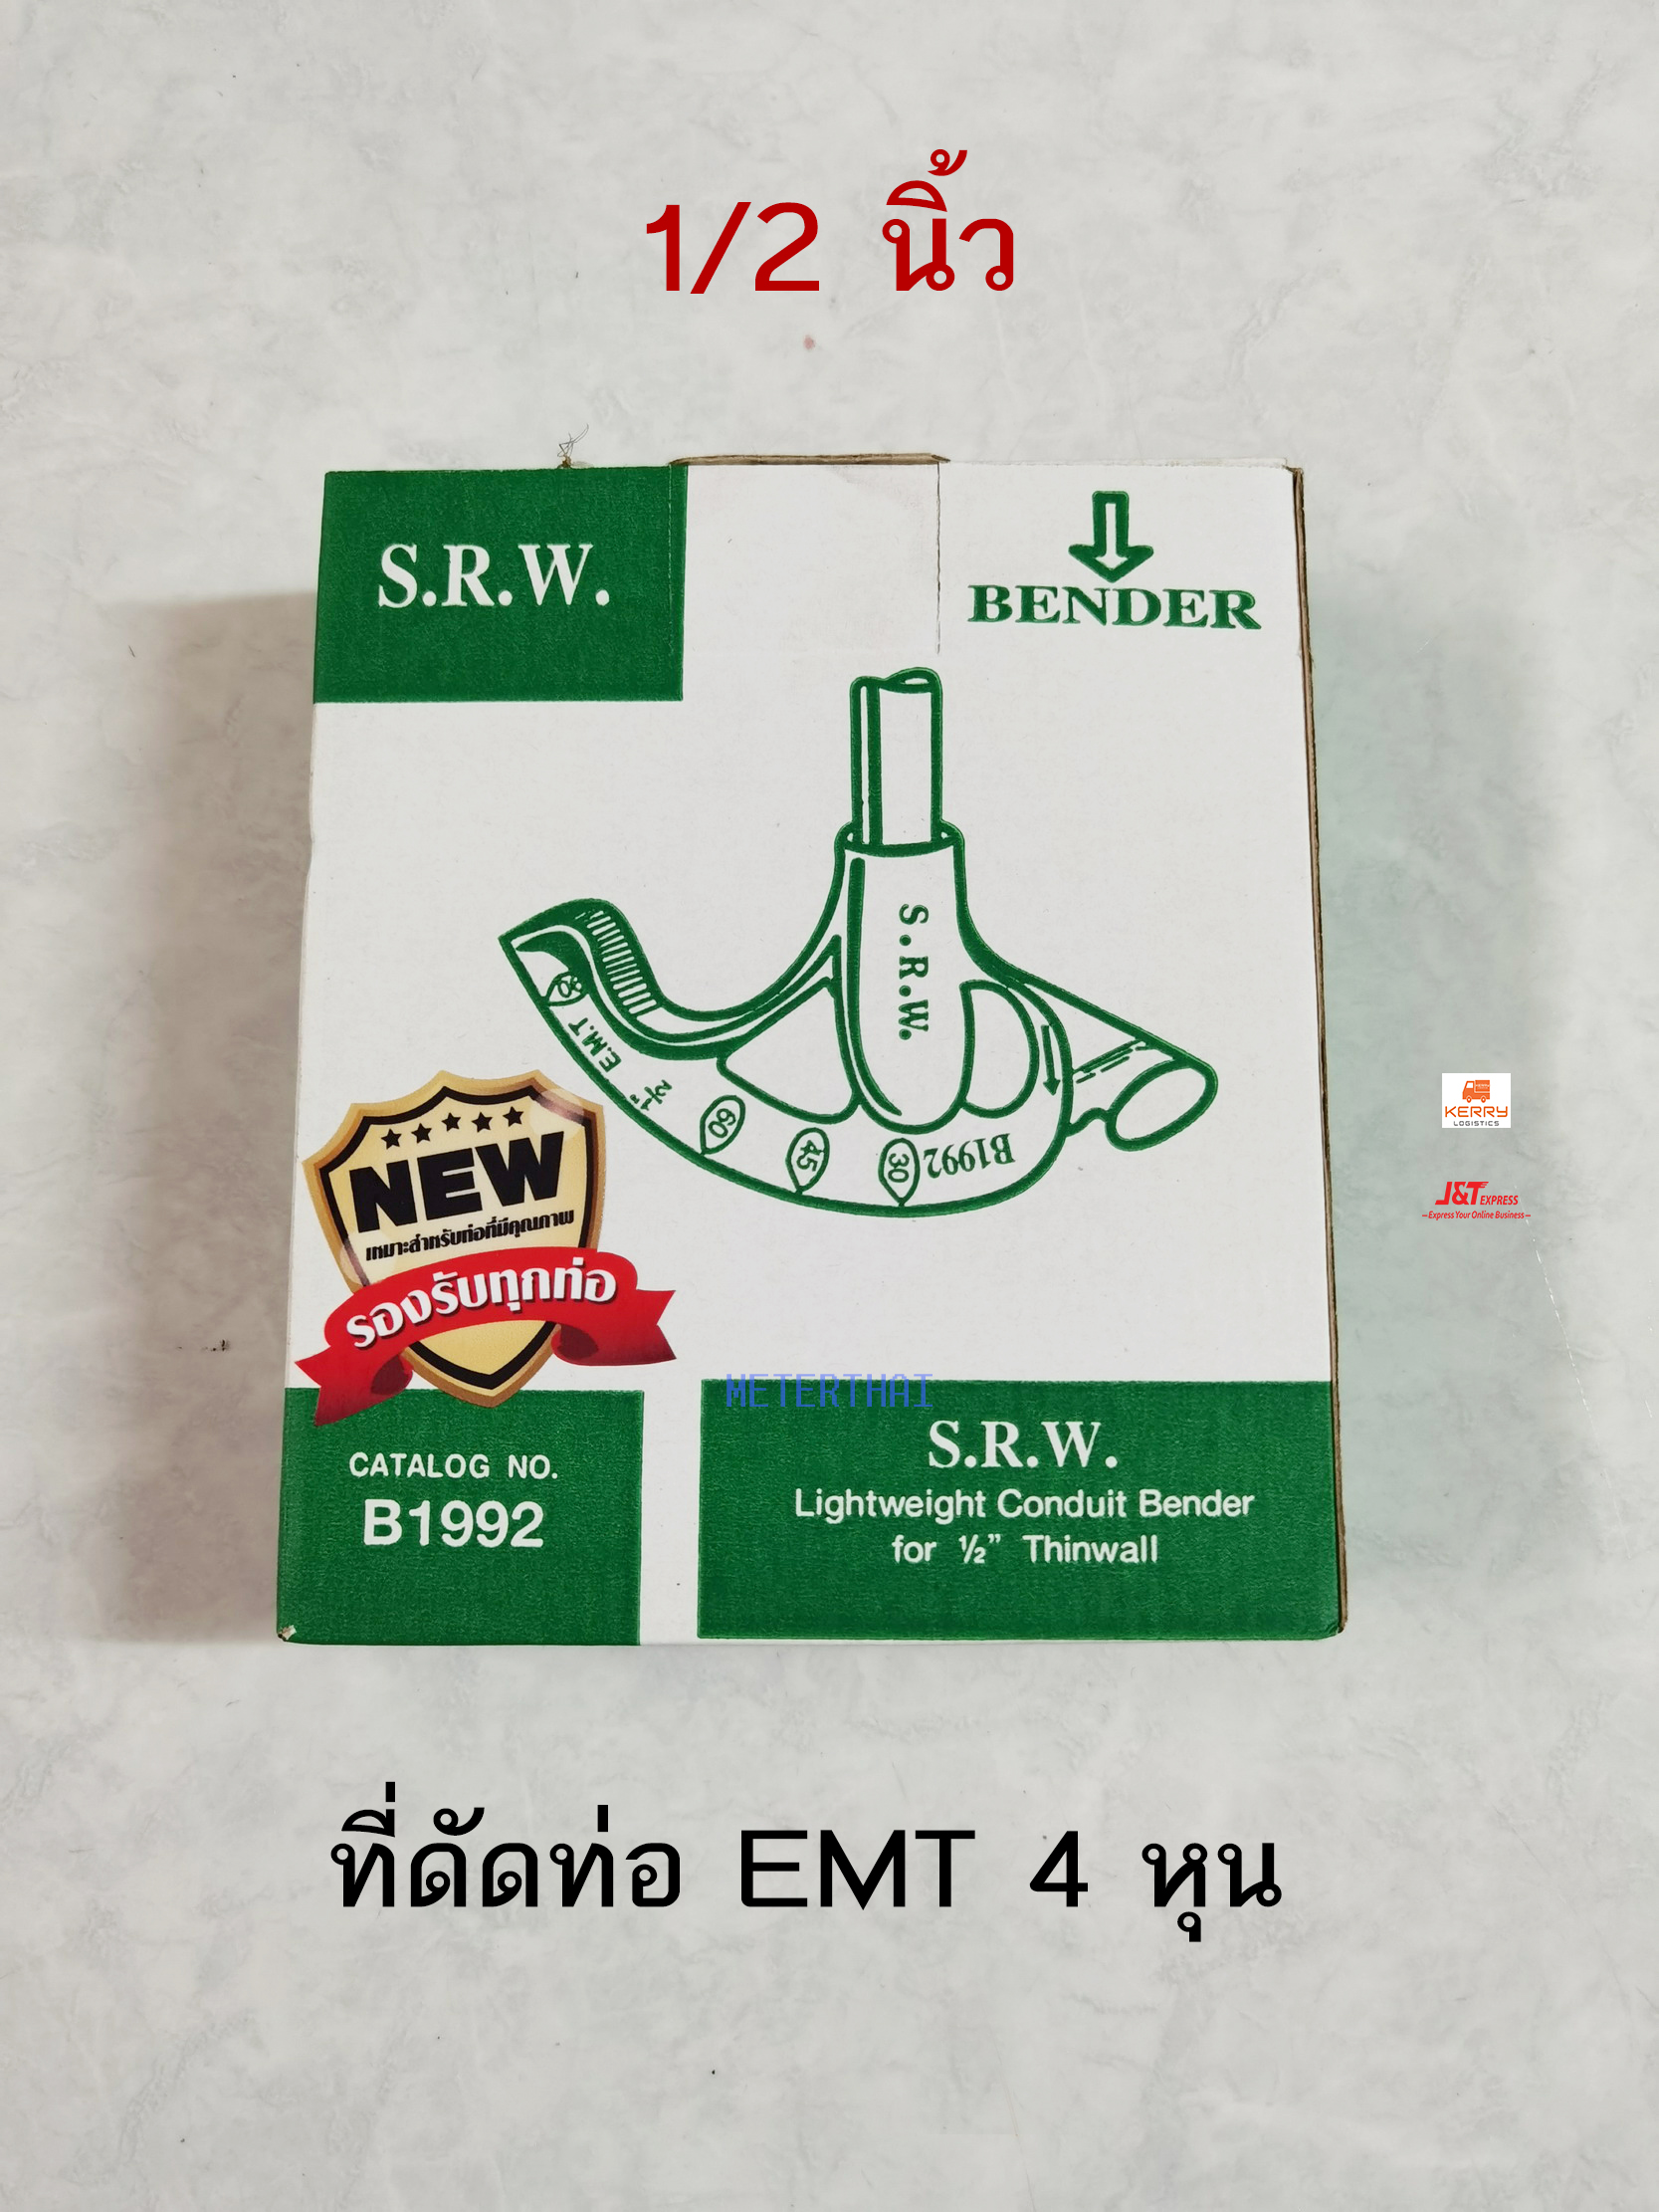 1/2 นิ้ว
S.R.W.
BENDER
S.R.W.
E.M.T
1/2"
60
45
30
B1992
NEW
เหมาะสำหรับท่อที่มีคุณภาพ
รองรับทุกท่อ
KERRY
LOGISTICS
J&T EXPRESS
Express Your Online Business
METERTHAI
CATALOG NO.
B1992
S.R.W.
Lightweight Conduit Bender
for ½” Thinwall
ที่ดัดท่อ EMT 4 หุน